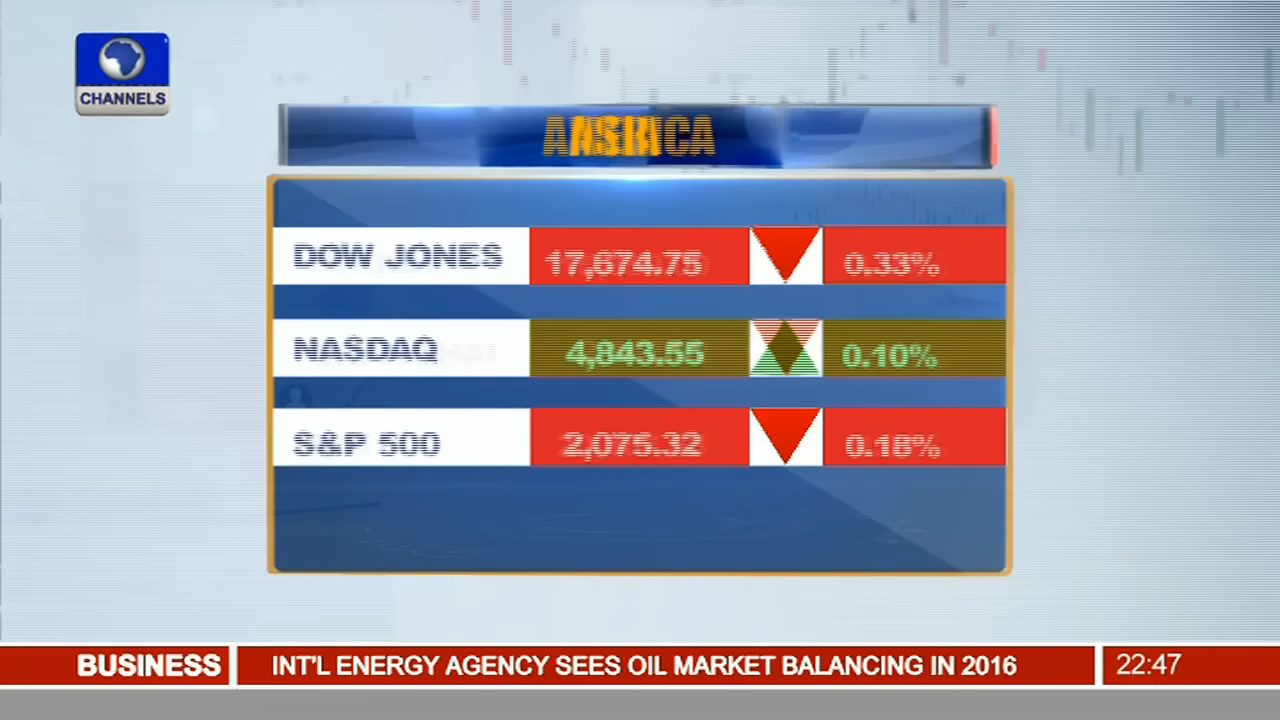 CHANNELS
DOW JONES 17,674.75 0.33%
NASDAQ 4,843.55 0.10%
S&P 500 2,075.32 0.18%
BUSINESS INT'L ENERGY AGENCY SEES OIL MARKET BALANCING IN 2016 22:47